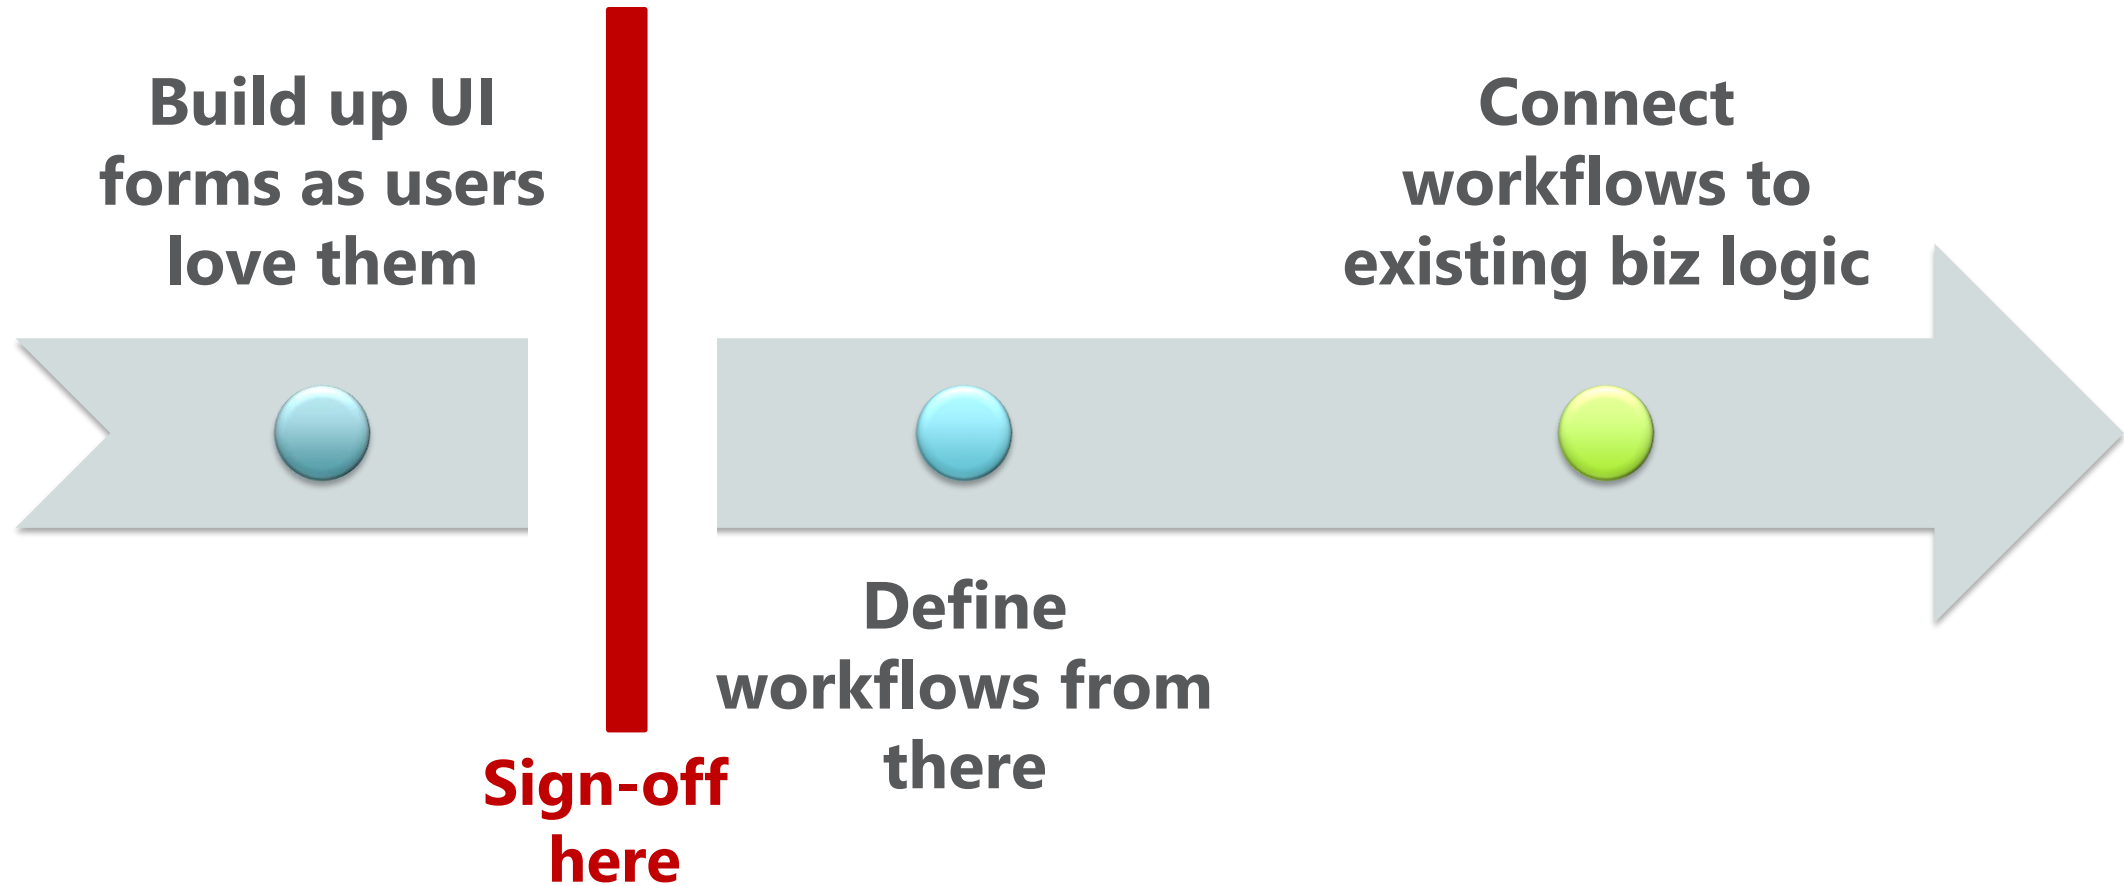 Build up UI
forms as users
love them
Sign-off
here
Define
workflows from
there
Connect
workflows to
existing biz logic